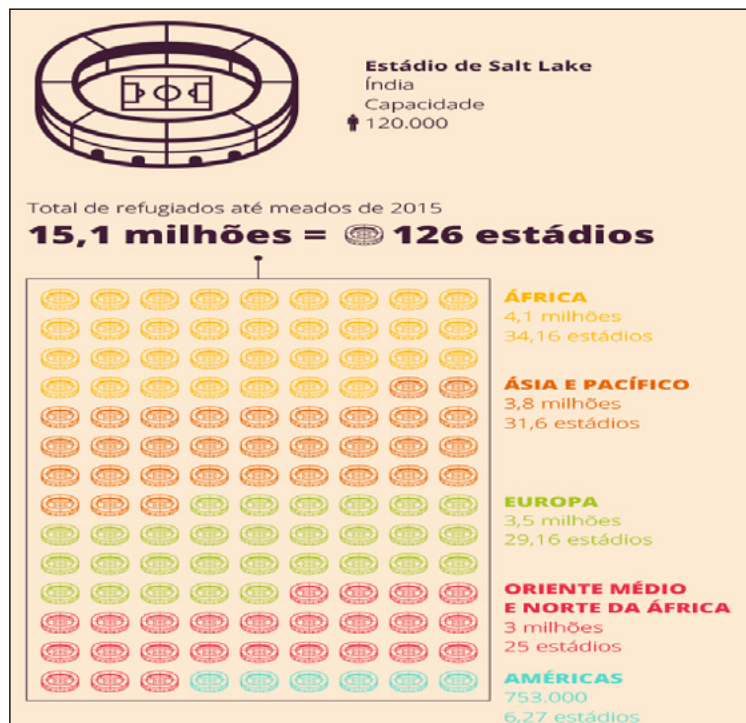 Estádio de Salt Lake
Índia
Capacidade
120.000
Total de refugiados até meados de 2015
15,1 milhões = 126 estádios
ÁFRICA
4,1 milhões
34,16 estádios
ÁSIA E PACÍFICO
3,8 milhões
31,6 estádios
EUROPA
3,5 milhões
29,16 estádios
ORIENTE MÉDIO
E NORTE DA ÁFRICA
3 milhões
25 estádios
AMÉRICAS
753.000
6,27 estádios